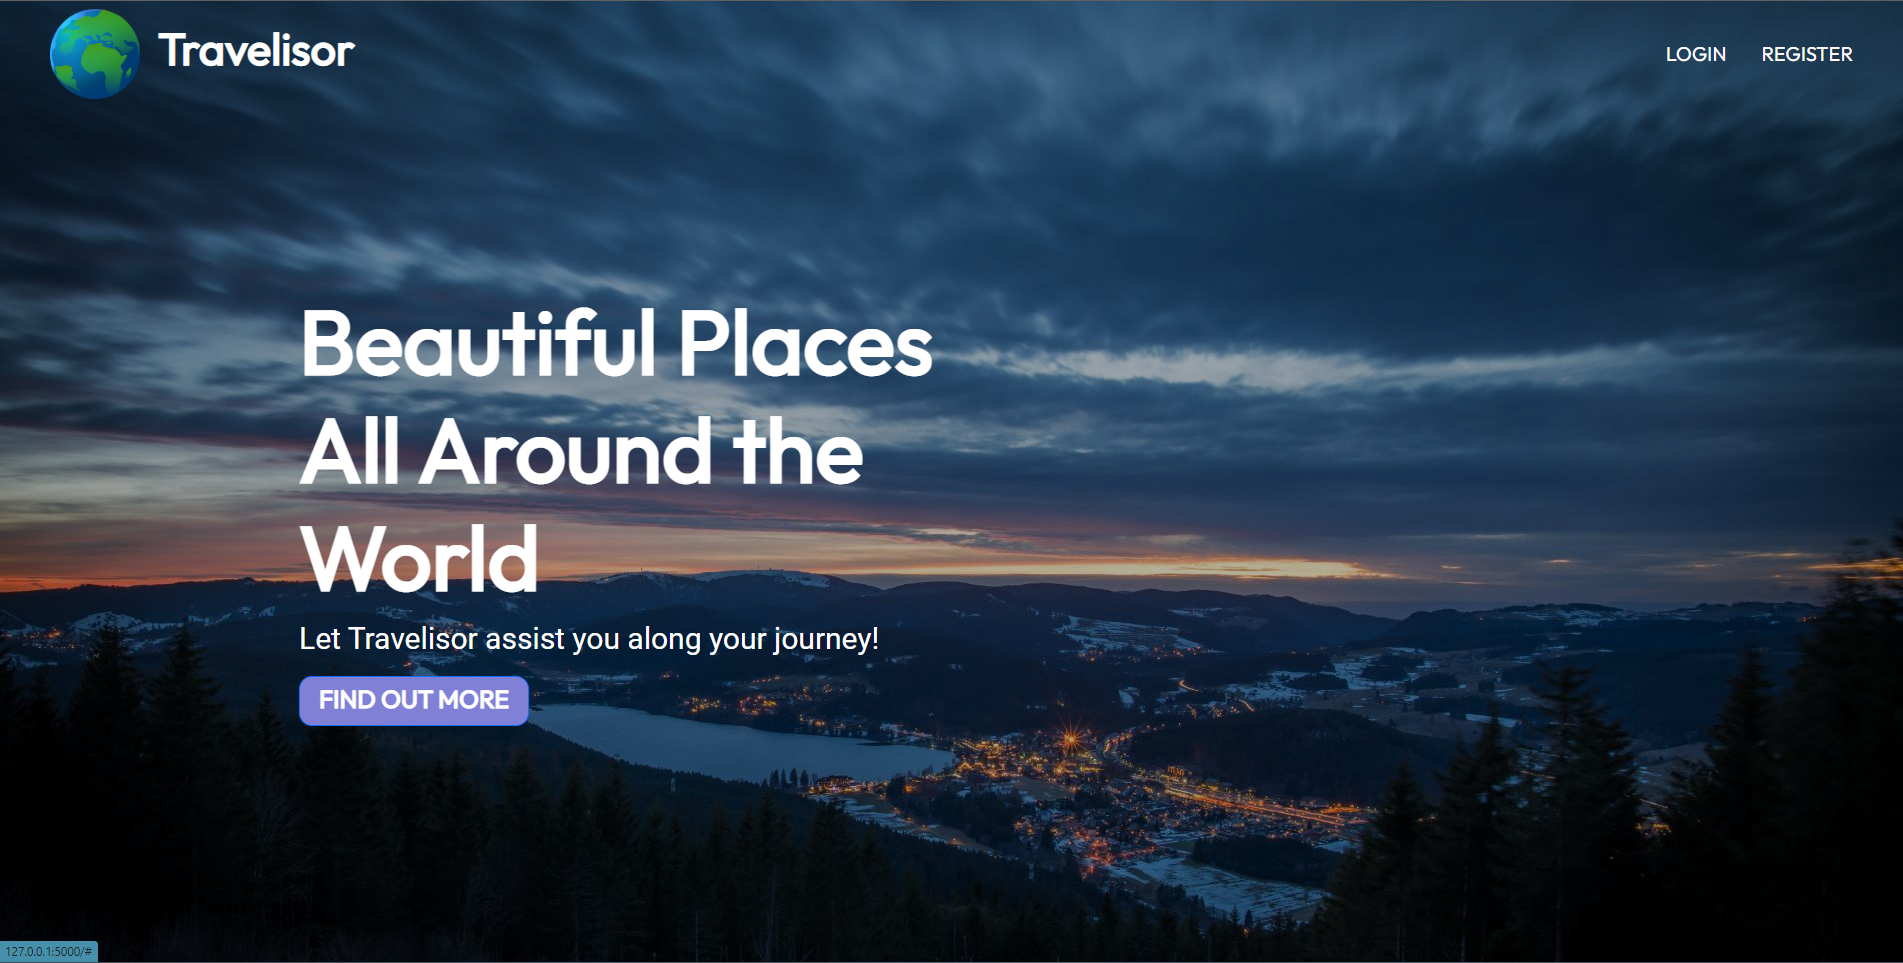 Travelisor
LOGIN REGISTER
Beautiful Places
All Around the
World
Let Travelisor assist you along your journey!
FIND OUT MORE
127.0.0.1:5000/#